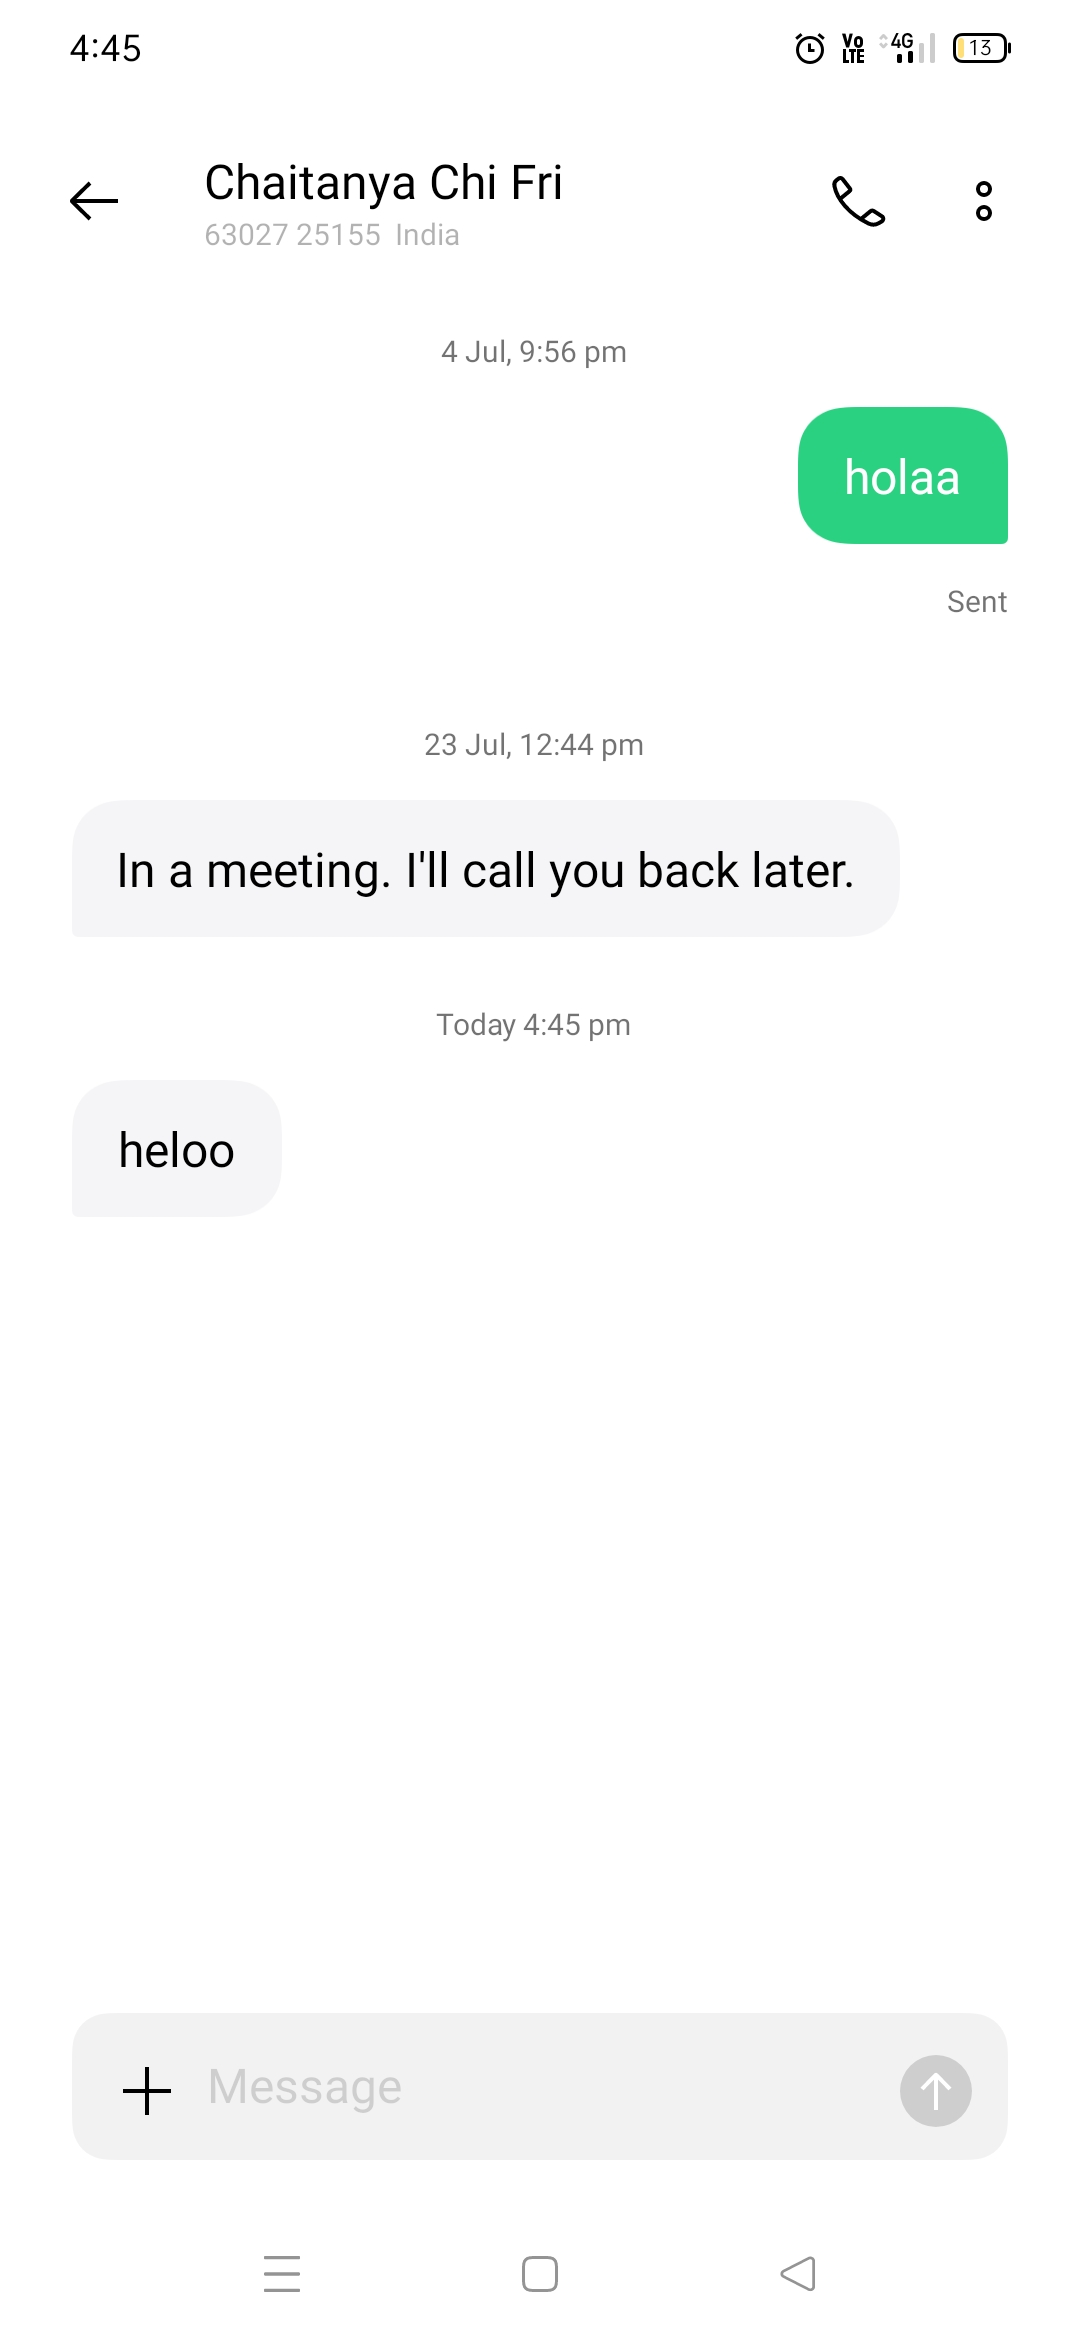 4:45
Vo LTE 4G 13
Chaitanya Chi Fri
63027 25155 India
4 Jul, 9:56 pm
holaa
Sent
23 Jul, 12:44 pm
In a meeting. I'll call you back later.
Today 4:45 pm
heloo
Message